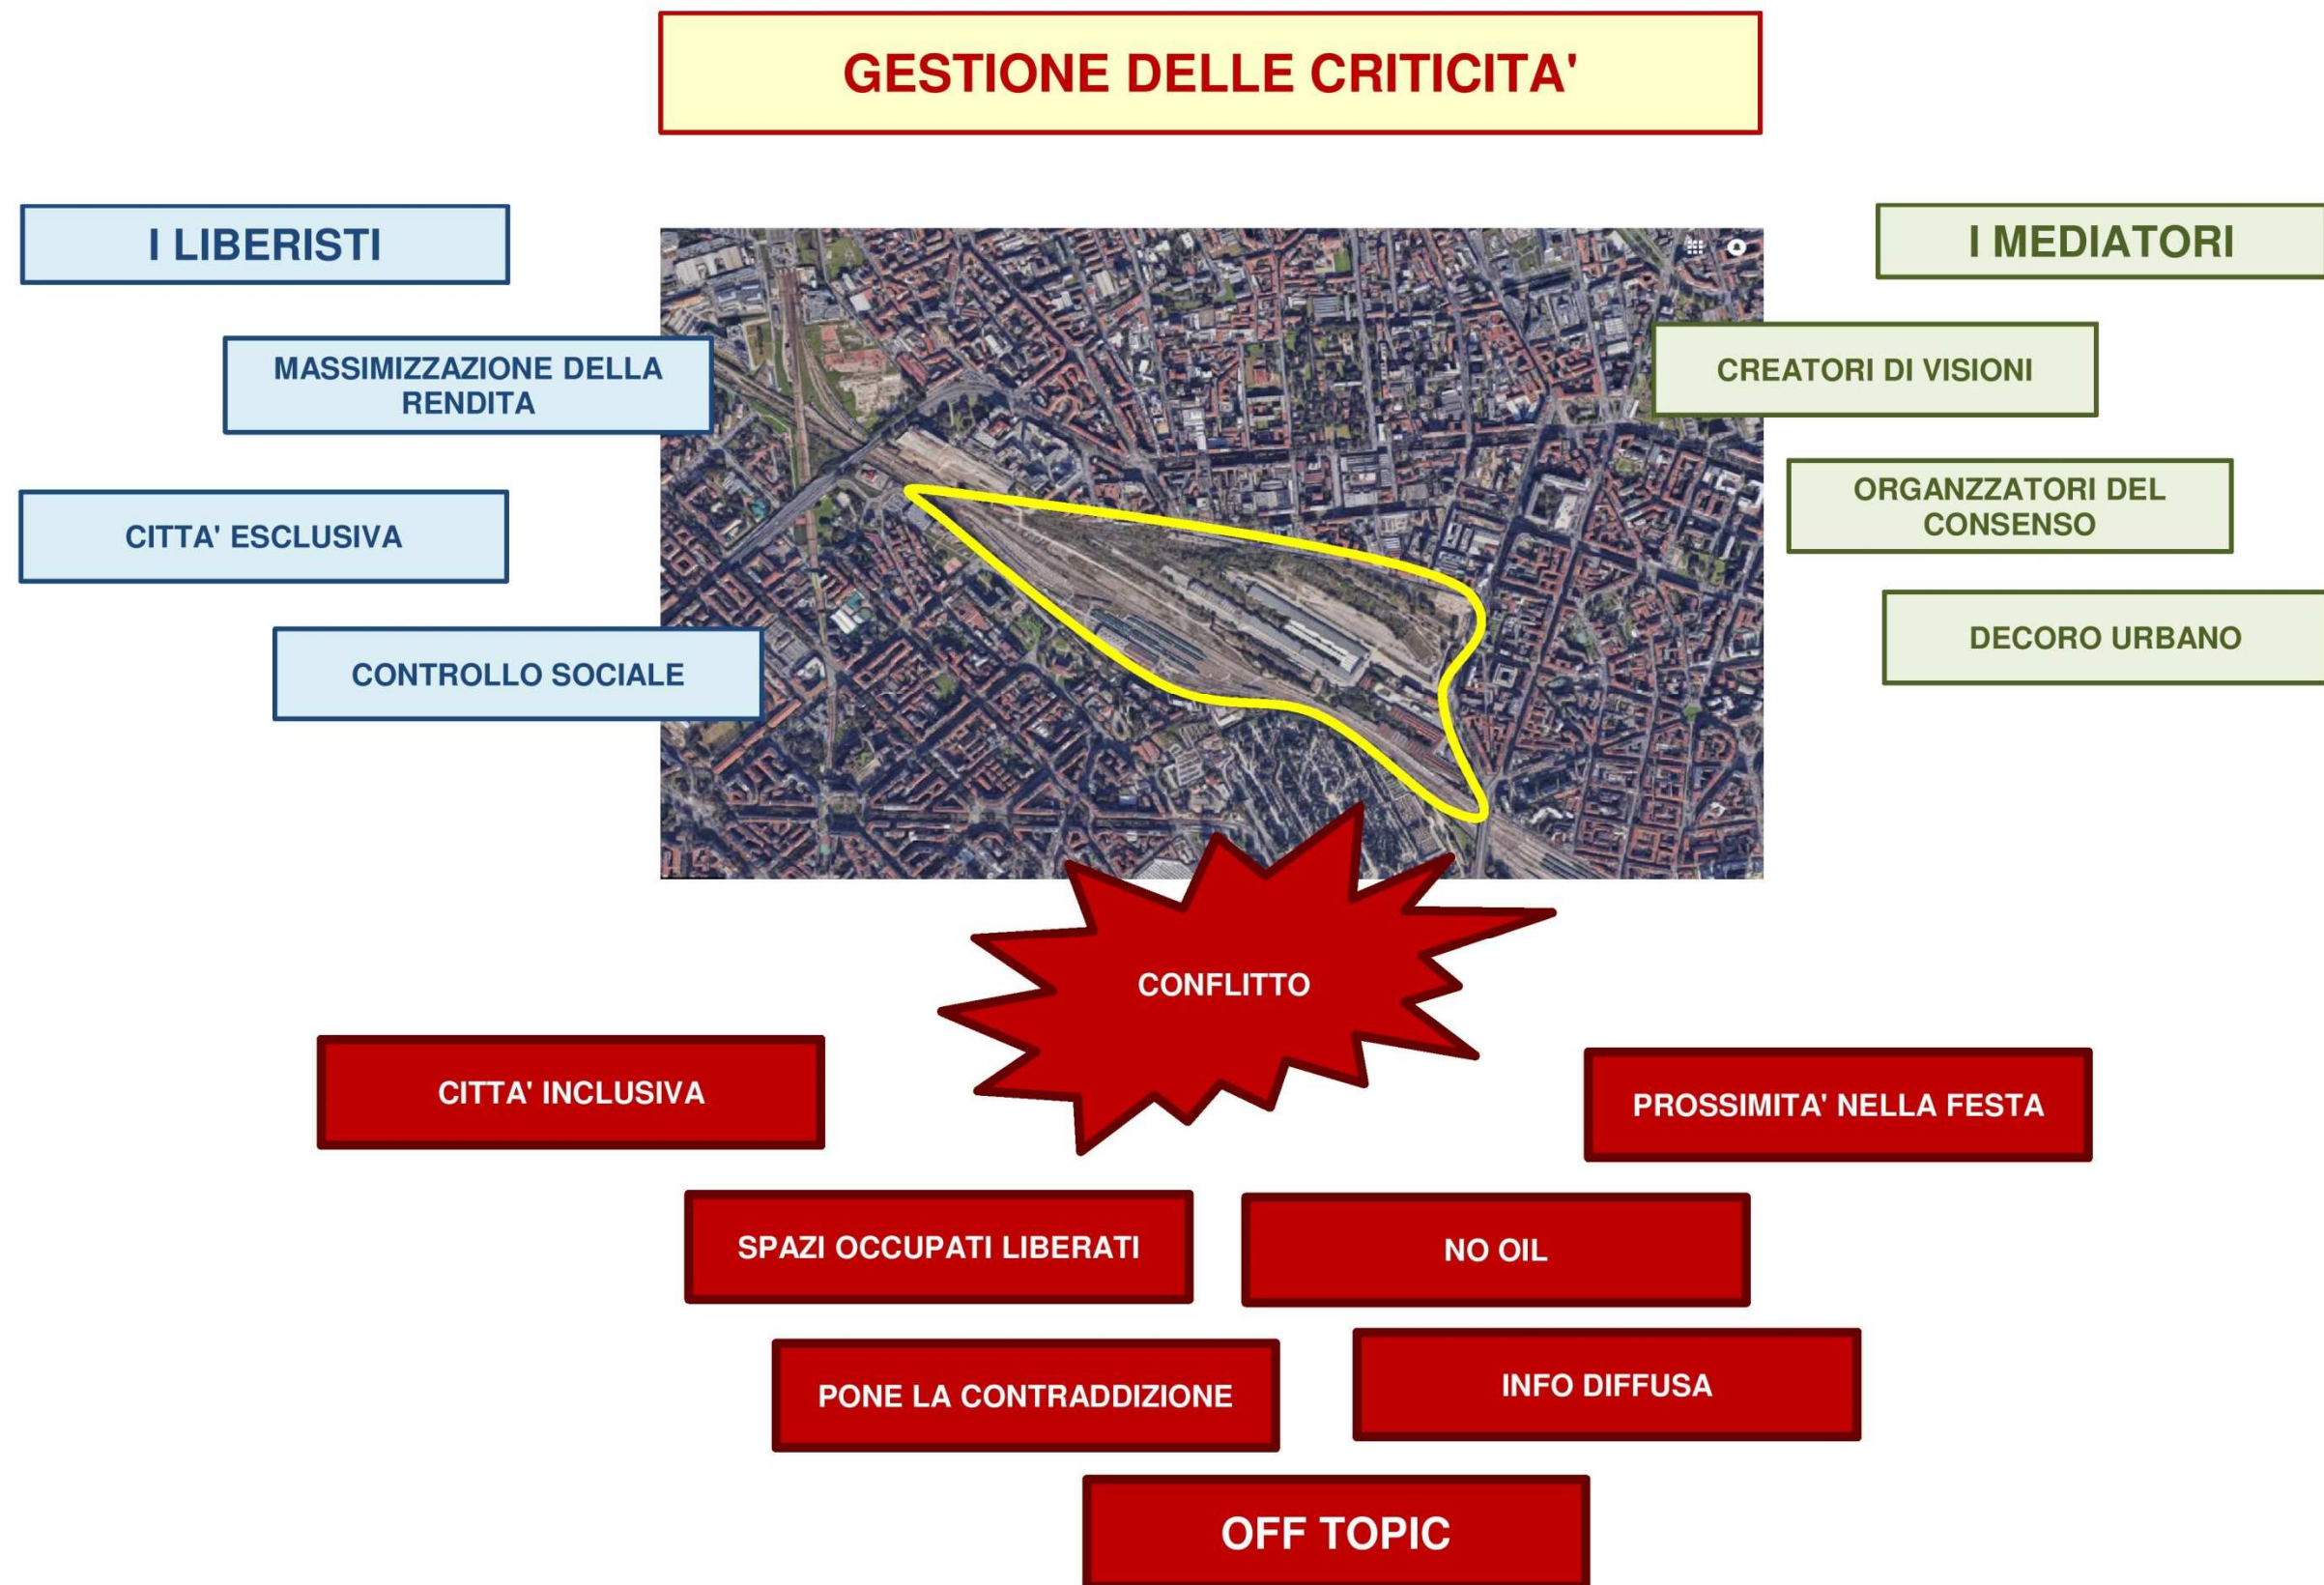 GESTIONE DELLE CRITICITA'
I LIBERISTI
MASSIMIZZAZIONE DELLA
RENDITA
CITTA' ESCLUSIVA
CONTROLLO SOCIALE
I MEDIATORI
CREATORI DI VISIONI
ORGANZZATORI DEL
CONSENSO
DECORO URBANO
CONFLITTO
CITTA' INCLUSIVA
PROSSIMITA' NELLA FESTA
SPAZI OCCUPATI LIBERATI
NO OIL
PONE LA CONTRADDIZIONE
INFO DIFFUSA
OFF TOPIC